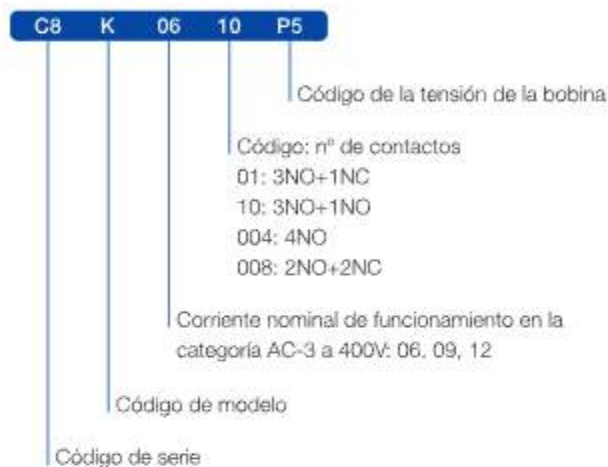 C8 K 06 10 P5
Código de la tensión de la bobina
Código: nº de contactos
01: 3NO+1NC
10: 3NO+1NO
004: 4NO
008: 2NO+2NC
Corriente nominal de funcionamiento en la
categoría AC-3 a 400V: 06, 09, 12
Código de modelo
Código de serie